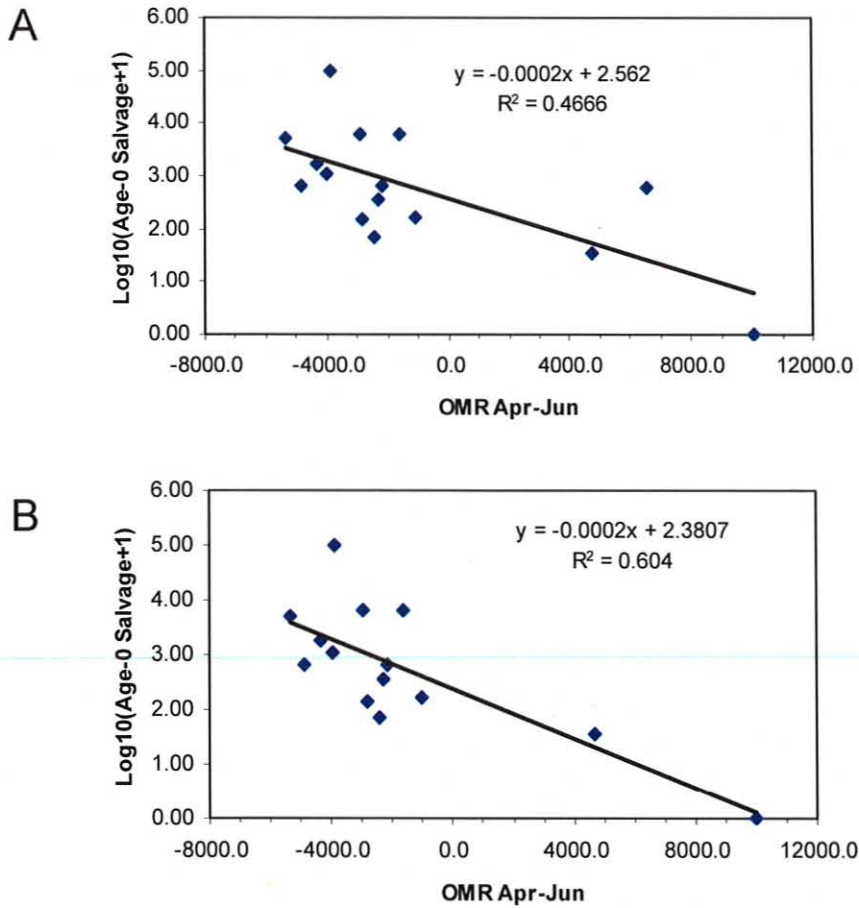 A
6.00
5.00
4.00
3.00
2.00
1.00
0.00
Log10(Age-0 Salvage+1)
y = -0.0002x + 2.562
R² = 0.4666
-8000.0 -4000.0 0.0 4000.0 8000.0 12000.0
OMR Apr-Jun
B
6.00
5.00
4.00
3.00
2.00
1.00
0.00
Log10(Age-0 Salvage+1)
y = -0.0002x + 2.3807
R² = 0.604
-8000.0 -4000.0 0.0 4000.0 8000.0 12000.0
OMR Apr-Jun